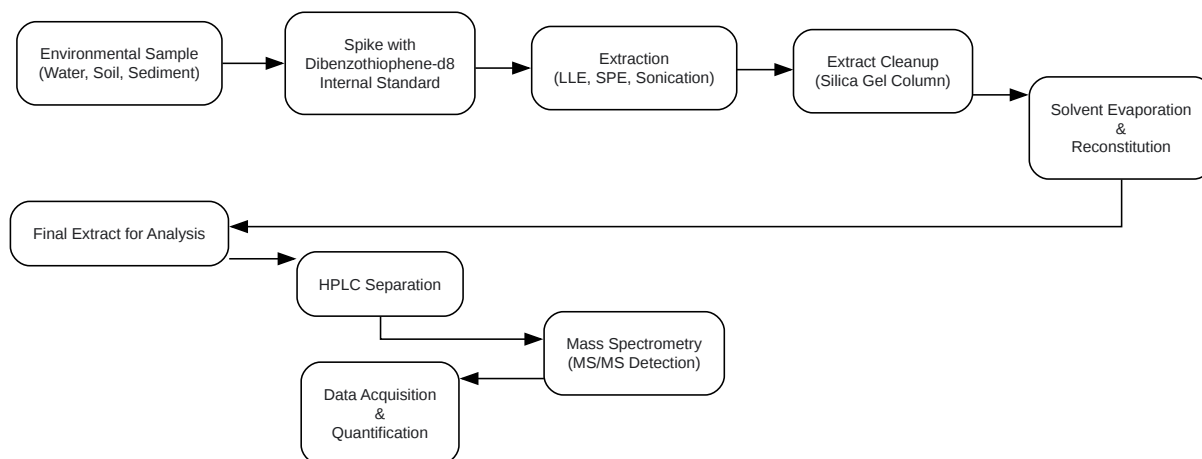 Environmental Sample
(Water, Soil, Sediment)
Spike with
Dibenzothiophene-d8
Internal Standard
Extraction
(LLE, SPE, Sonication)
Extract Cleanup
(Silica Gel Column)
Solvent Evaporation
&
Reconstitution
Final Extract for Analysis
HPLC Separation
Mass Spectrometry
(MS/MS Detection)
Data Acquisition
&
Quantification